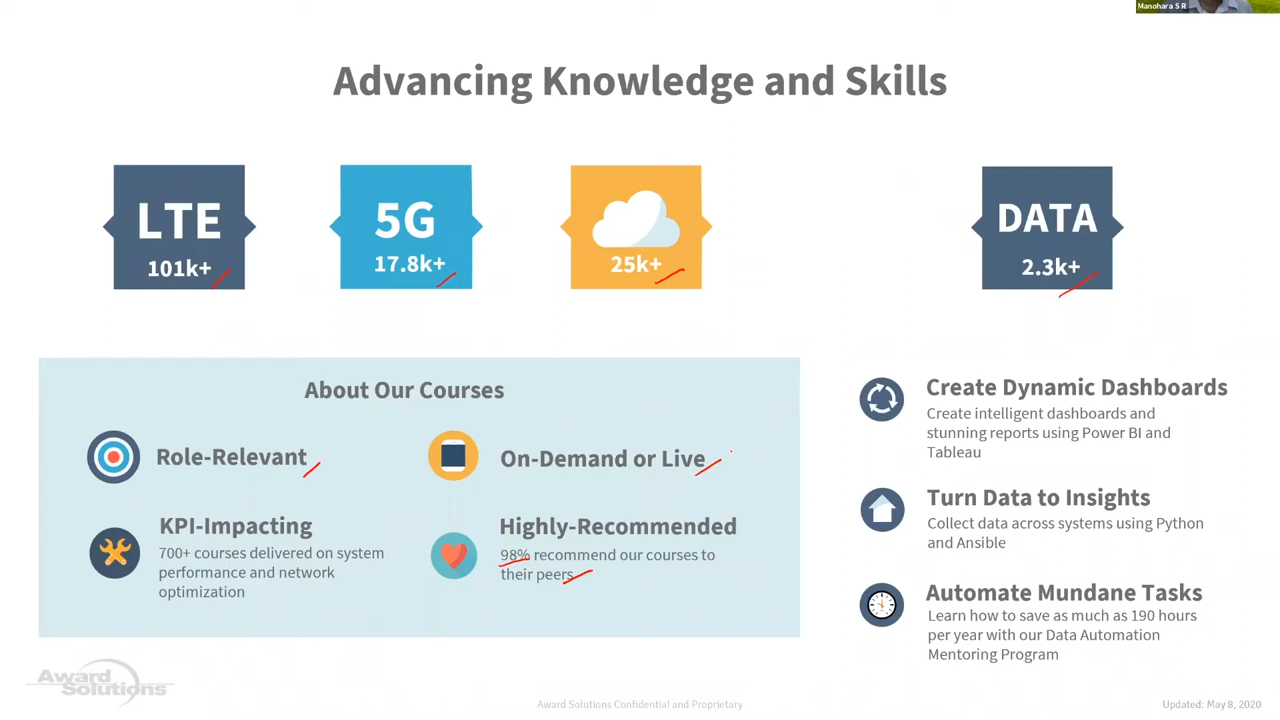 Manohara S R
Advancing Knowledge and Skills
LTE
101k+
5G
17.8k+
25k+
DATA
2.3k+
About Our Courses
Role-Relevant
On-Demand or Live
KPI-Impacting
700+ courses delivered on system
performance and network
optimization
Highly-Recommended
98% recommend our courses to
their peers
Create Dynamic Dashboards
Create intelligent dashboards and
stunning reports using Power BI and
Tableau
Turn Data to Insights
Collect data across systems using Python
and Ansible
Automate Mundane Tasks
Learn how to save as much as 190 hours
per year with our Data Automation
Mentoring Program
Award
Solutions
Award Solutions Confidential and Proprietary
Updated: May 8, 2020